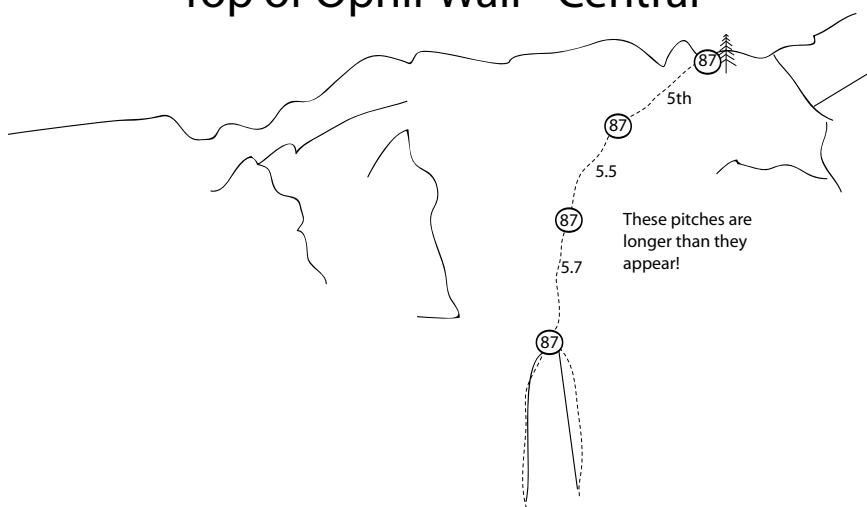 Top of Ophir Wall - Central
87
5th
87
5.5
87
These pitches are
longer than they
appear!
5.7
87